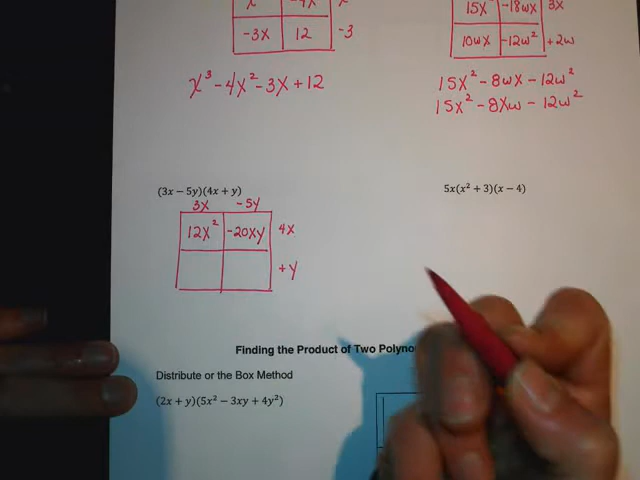 -4x
-3x 12 -3
x³ - 4x² - 3x + 12
15x² -18wx 3x
10wx -12w² +2w
15x² - 8wx - 12w²
15x² - 8xw - 12w²
(3x − 5y)(4x + y)
3x -5y
12x² -20xy 4x
+y
5x(x² + 3)(x − 4)
Finding the Product of Two
Distribute or the Box Method
(2x + y)(5x² − 3xy + 4y²)